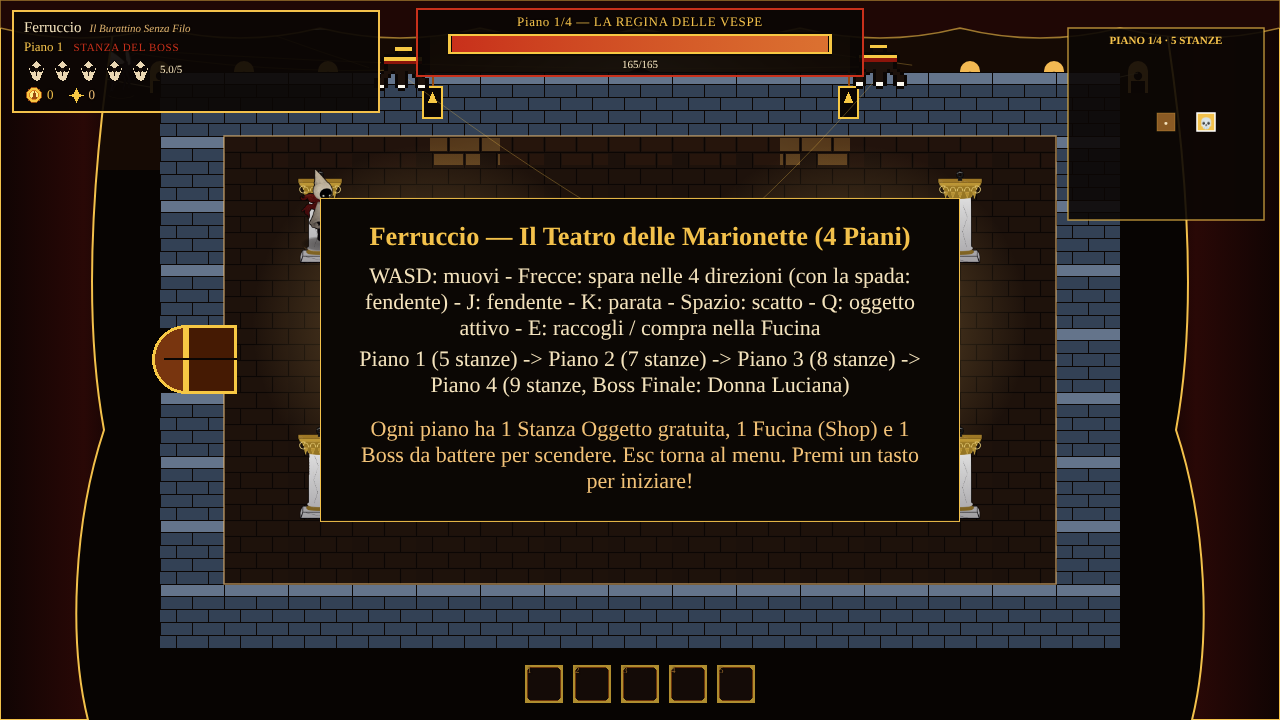 Ferruccio Il Burattino Senza Filo
Piano 1 STANZA DEL BOSS
5.0/5
0 0
Piano 1/4 — LA REGINA DELLE VESPE
165/165
PIANO 1/4 · 5 STANZE
Ferruccio — Il Teatro delle Marionette (4 Piani)
WASD: muovi - Frecce: spara nelle 4 direzioni (con la spada:
fendente) - J: fendente - K: parata - Spazio: scatto - Q: oggetto
attivo - E: raccogli / compra nella Fucina
Piano 1 (5 stanze) -> Piano 2 (7 stanze) -> Piano 3 (8 stanze) ->
Piano 4 (9 stanze, Boss Finale: Donna Luciana)
Ogni piano ha 1 Stanza Oggetto gratuita, 1 Fucina (Shop) e 1
Boss da battere per scendere. Esc torna al menu. Premi un tasto
per iniziare!